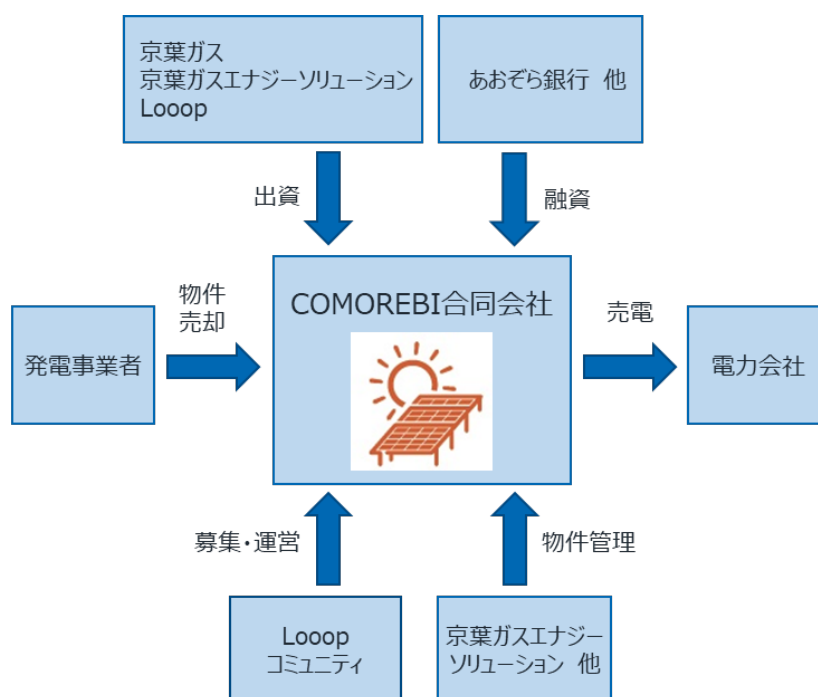 京葉ガス
京葉ガスエナジーソリューション
Looop
あおぞら銀行 他
出資
融資
COMOREBI合同会社
物件
売却
発電事業者
売電
電力会社
募集・運営
物件管理
Looop
コミュニティ
京葉ガスエナジー
ソリューション 他